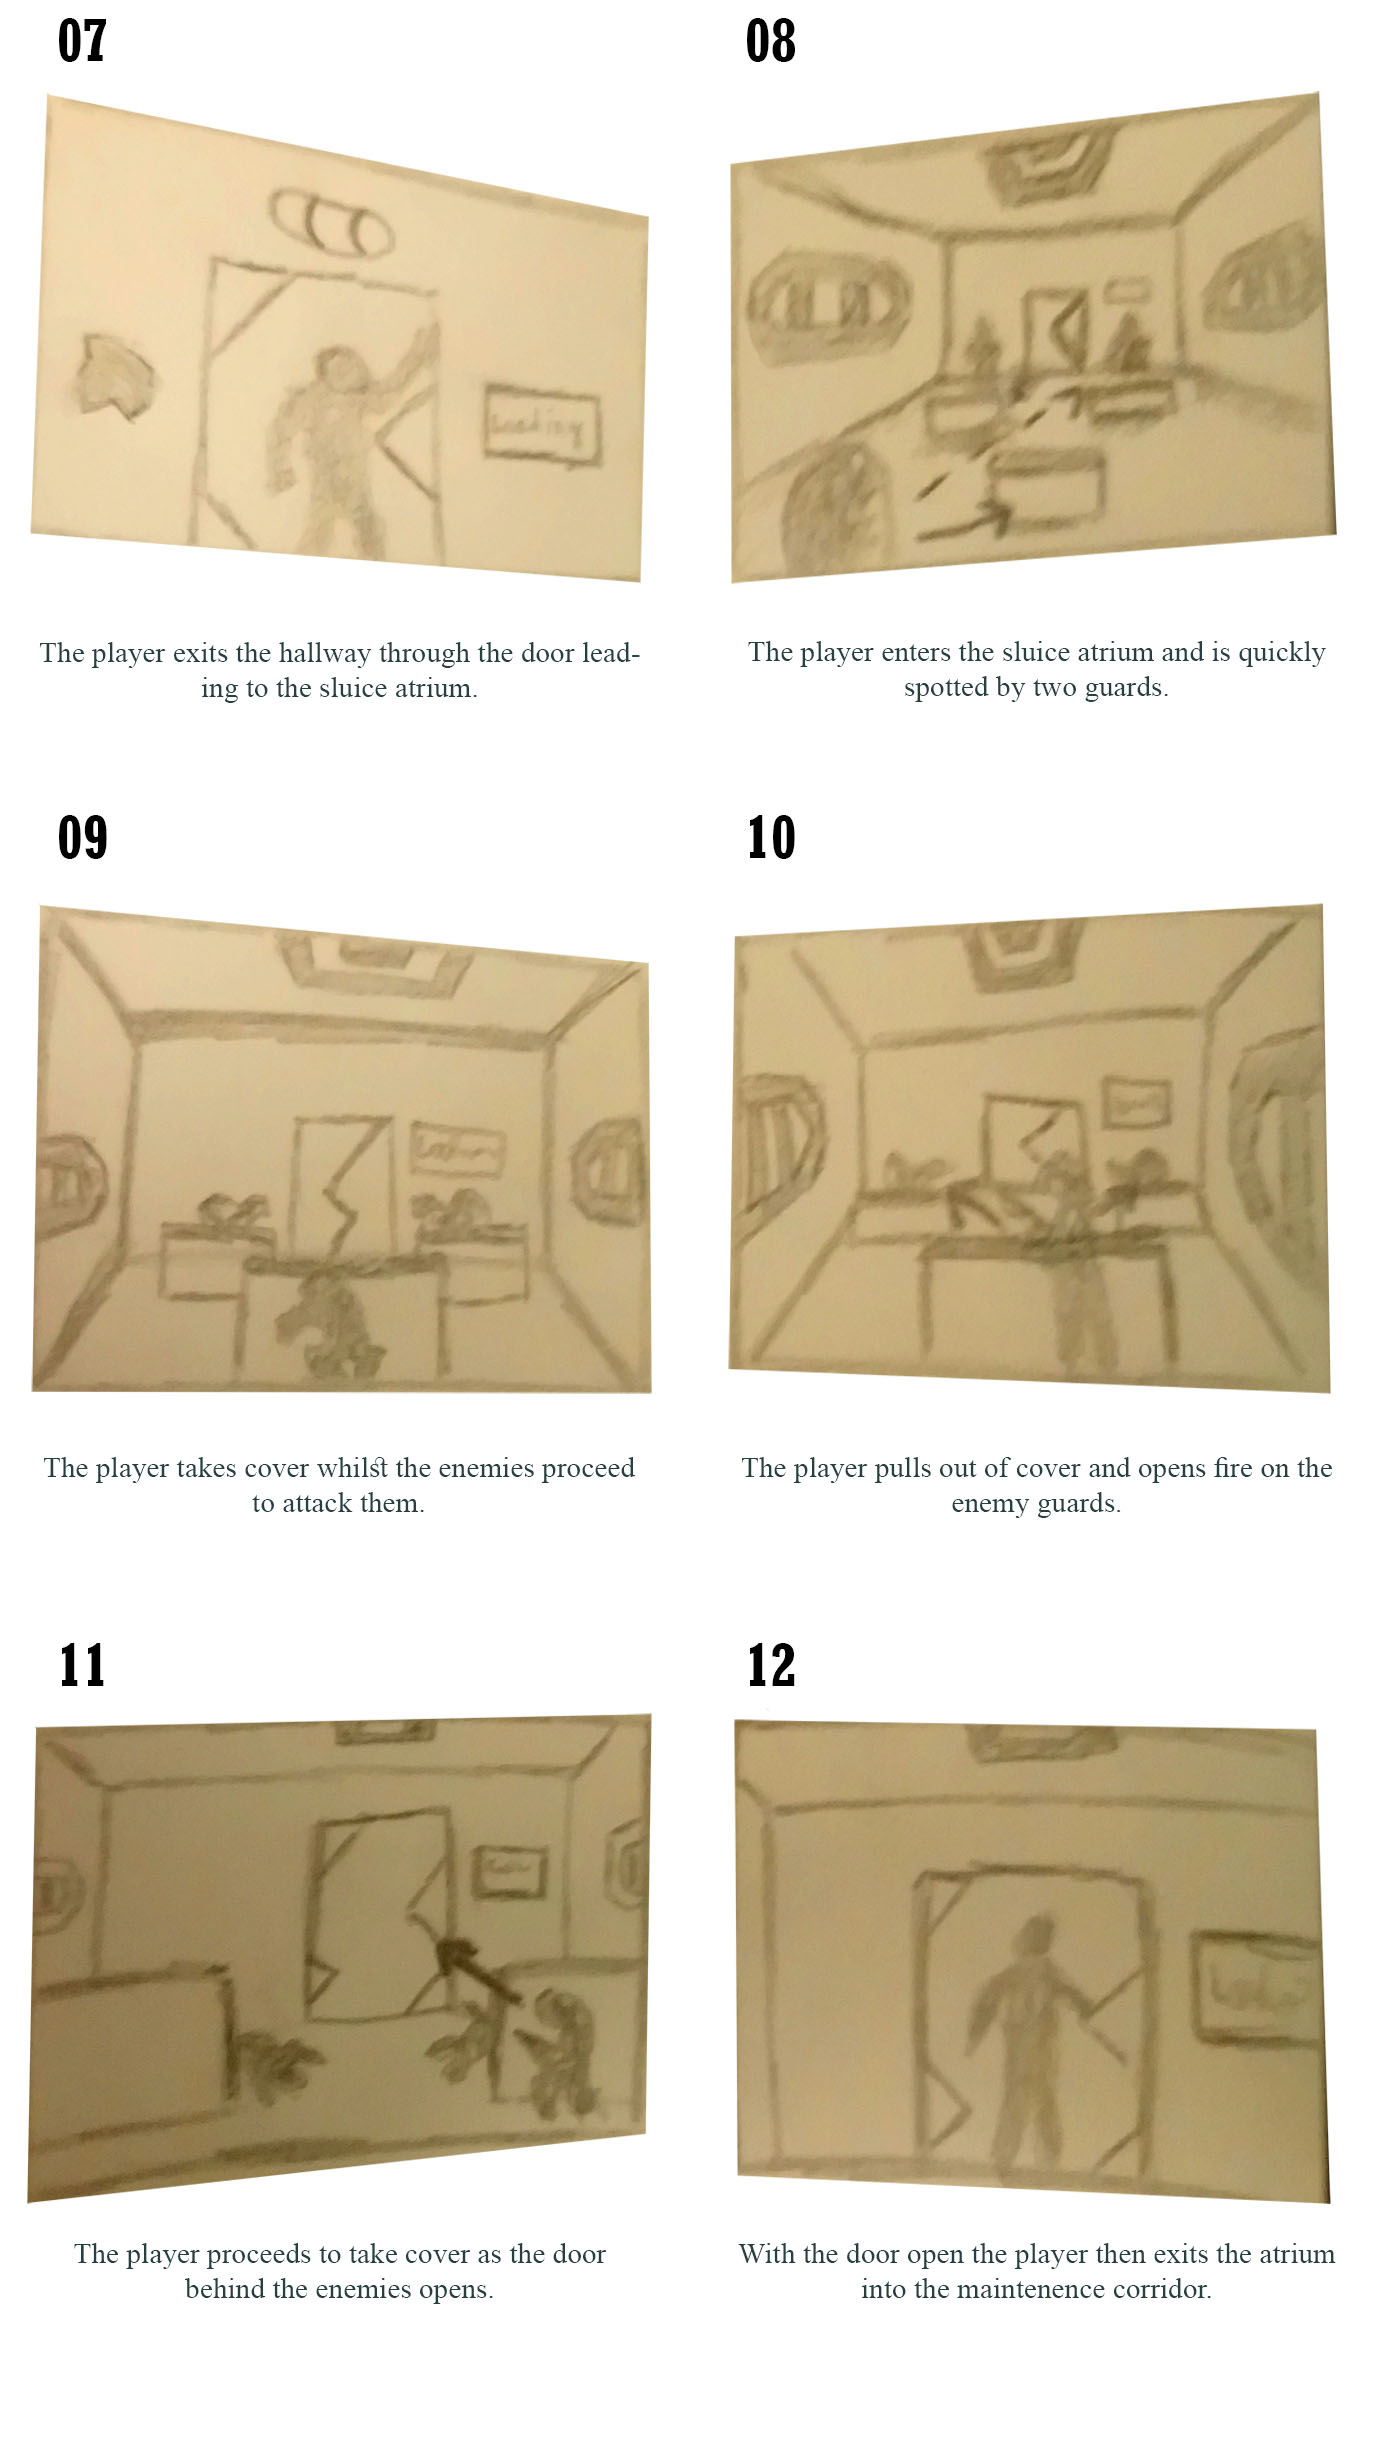 07
08
The player exits the hallway through the door lead-
ing to the sluice atrium.
The player enters the sluice atrium and is quickly
spotted by two guards.
09
10
The player takes cover whilst the enemies proceed
to attack them.
The player pulls out of cover and opens fire on the
enemy guards.
11
12
The player proceeds to take cover as the door
behind the enemies opens.
With the door open the player then exits the atrium
into the maintenence corridor.